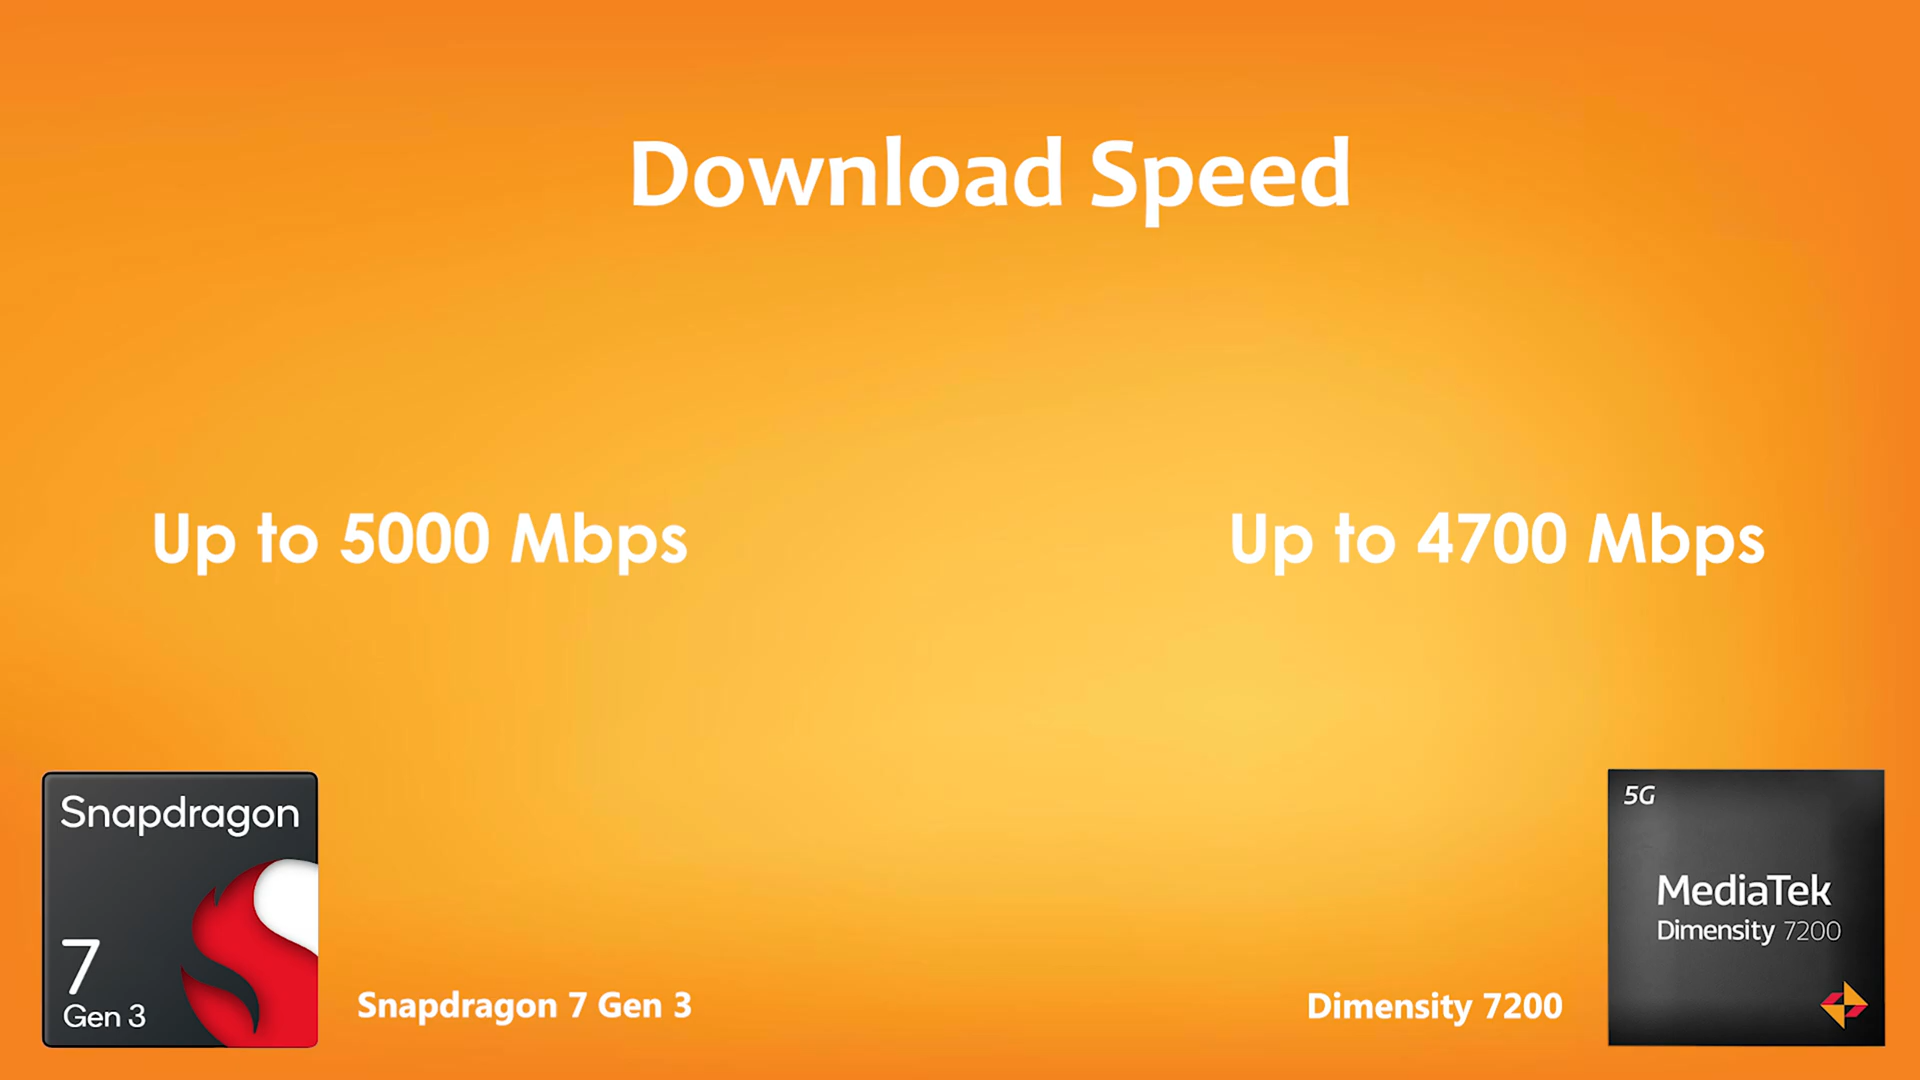 Download Speed
Up to 5000 Mbps
Up to 4700 Mbps
Snapdragon
7
Gen 3
Snapdragon 7 Gen 3
Dimensity 7200
5G
MediaTek
Dimensity 7200